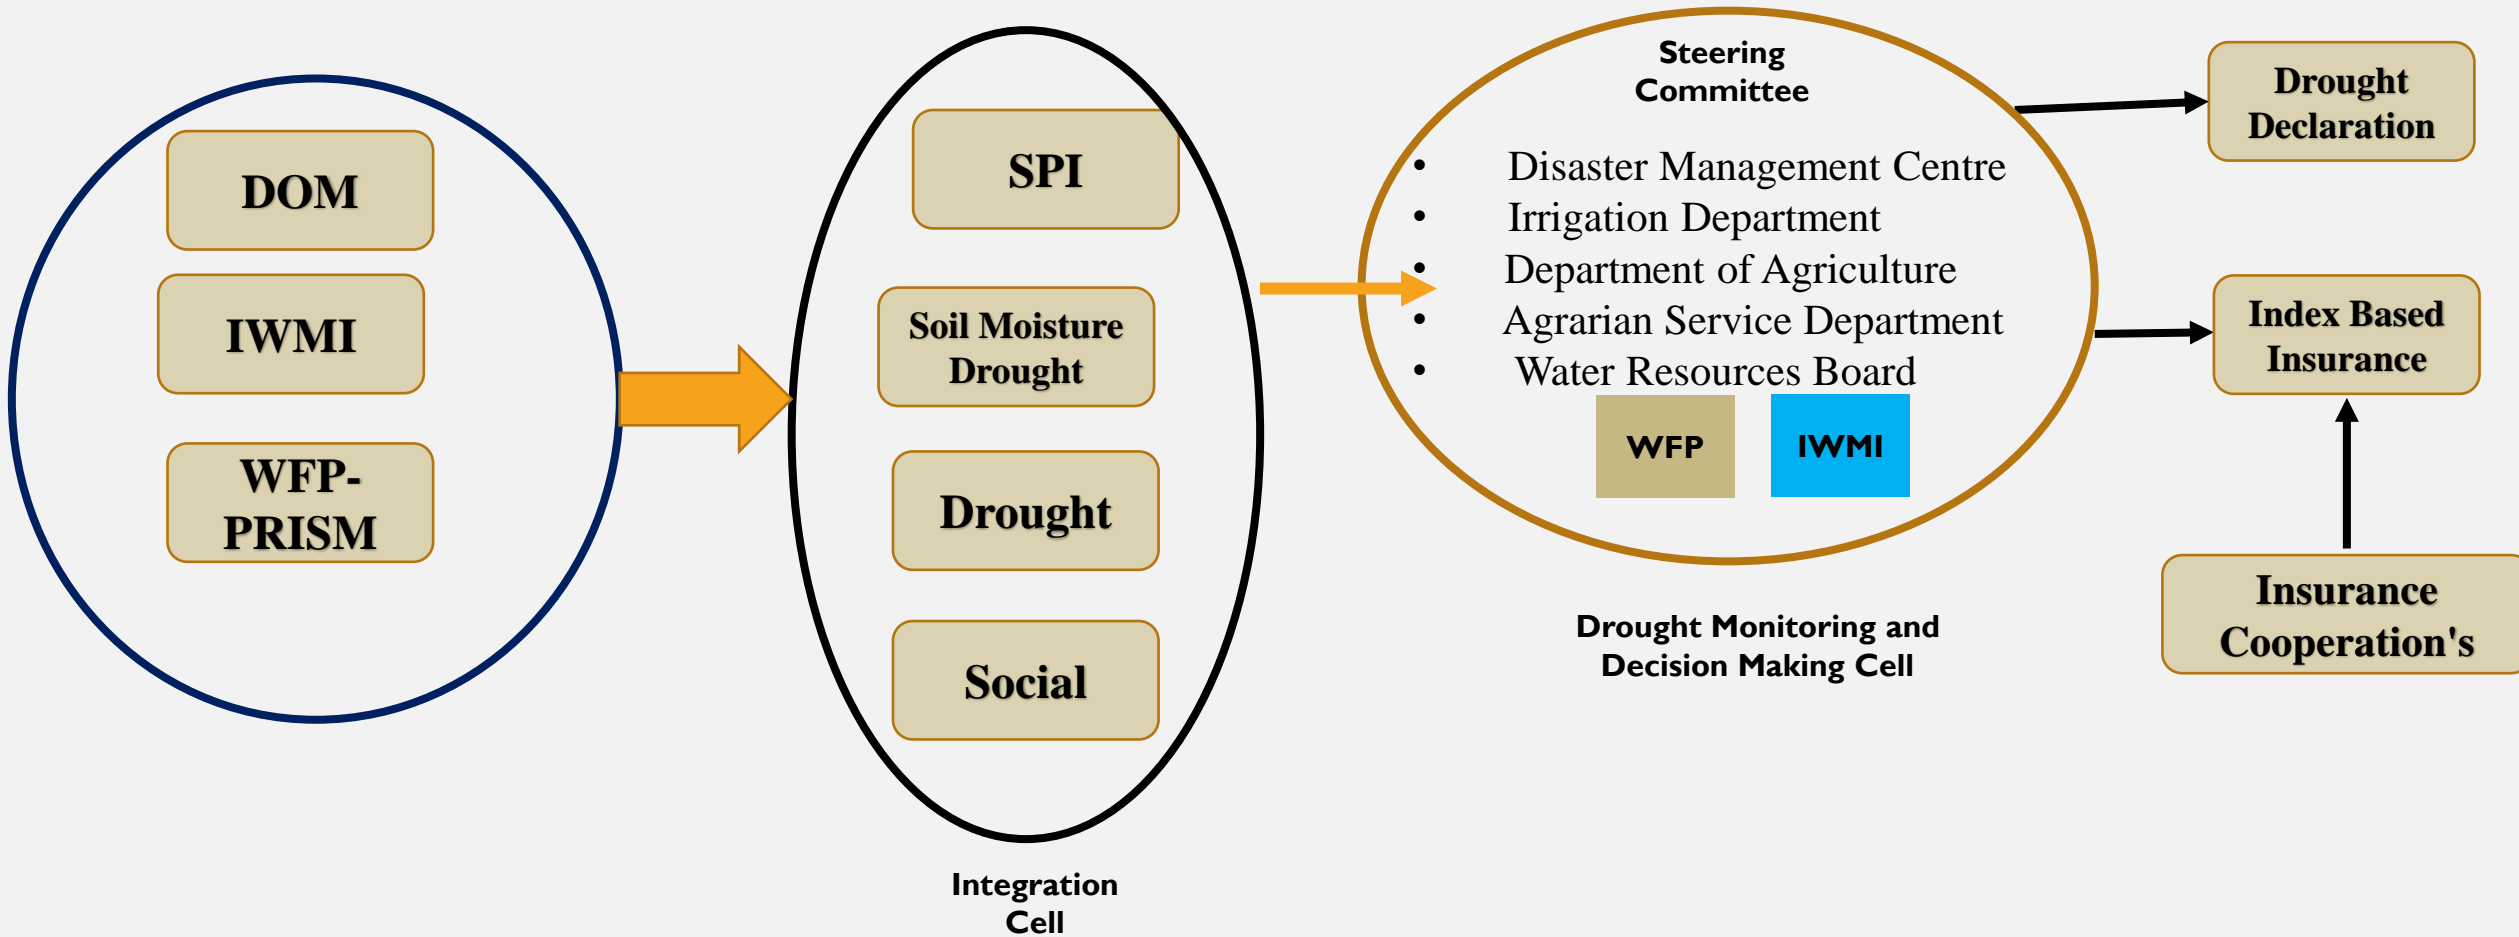 DOM
IWMI
WFP-
PRISM
SPI
Soil Moisture
Drought
Drought
Social
Integration
Cell
Steering
Committee
• Disaster Management Centre
• Irrigation Department
• Department of Agriculture
• Agrarian Service Department
• Water Resources Board
WFP
IWMI
Drought Monitoring and
Decision Making Cell
Drought
Declaration
Index Based
Insurance
Insurance
Cooperation's